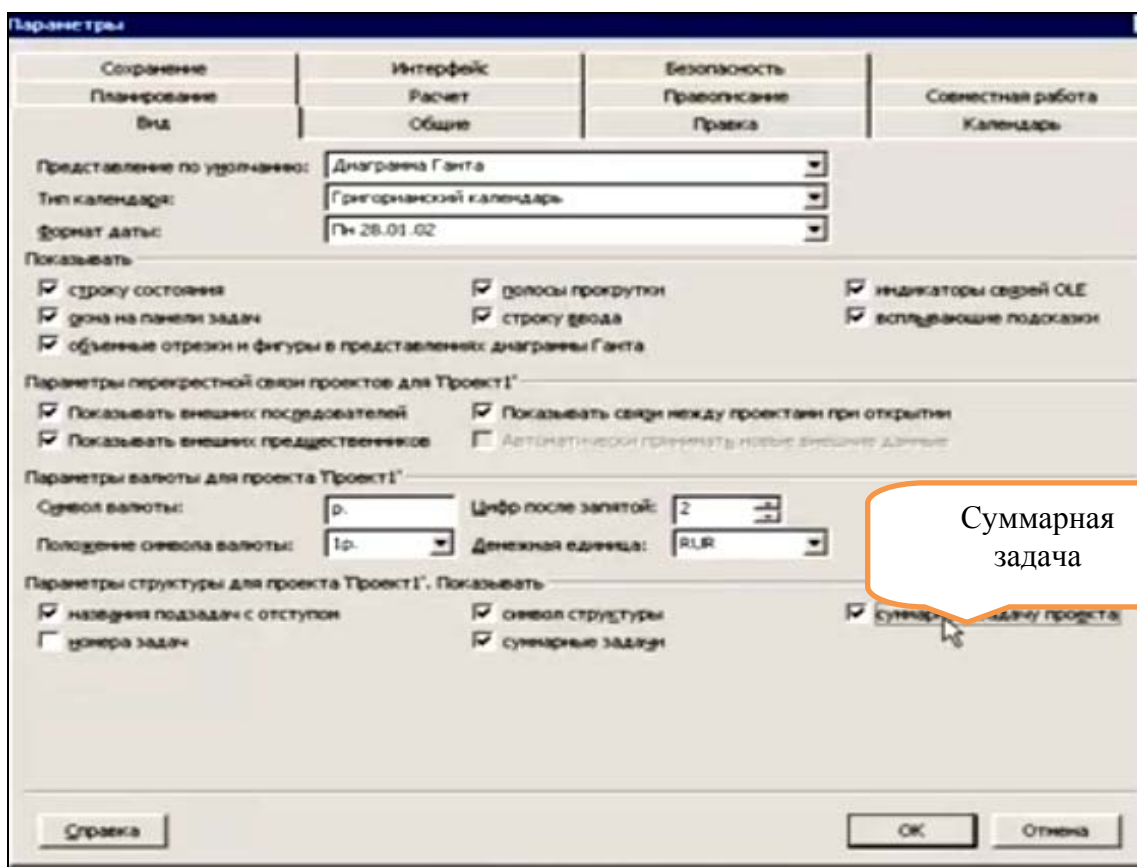 Параметры
Сохранение Интерфейс Безопасность
Планирование Расчет Правописание Совместная работа
Вид Общие Правка Календарь
Представление по умолчанию: Диаграмма Ганта
Тип календаря: Григорианский календарь
Формат даты: Пн 28.01.02
Показывать
строку состояния полосы прокрутки индикаторы связей OLE
окна на панели задач строку ввода всплывающие подсказки
объемные отрезки и фигуры в представлениях диаграммы Ганта
Параметры перекрестной связи проектов для 'Проект1'
Показывать внешних последователей Показывать связи между проектами при открытии
Показывать внешних предшественников Автоматически принимать новые внешние данные
Параметры валюты для проекта 'Проект1'
Символ валюты: р. Цифр после запятой: 2
Положение символа валюты: 1р. Денежная единица: RUR
Суммарная
задача
Параметры структуры для проекта 'Проект1'. Показывать
названия подзадач с отступом символ структуры проекта
номера задач суммарные задачи
Справка ОК Отмена